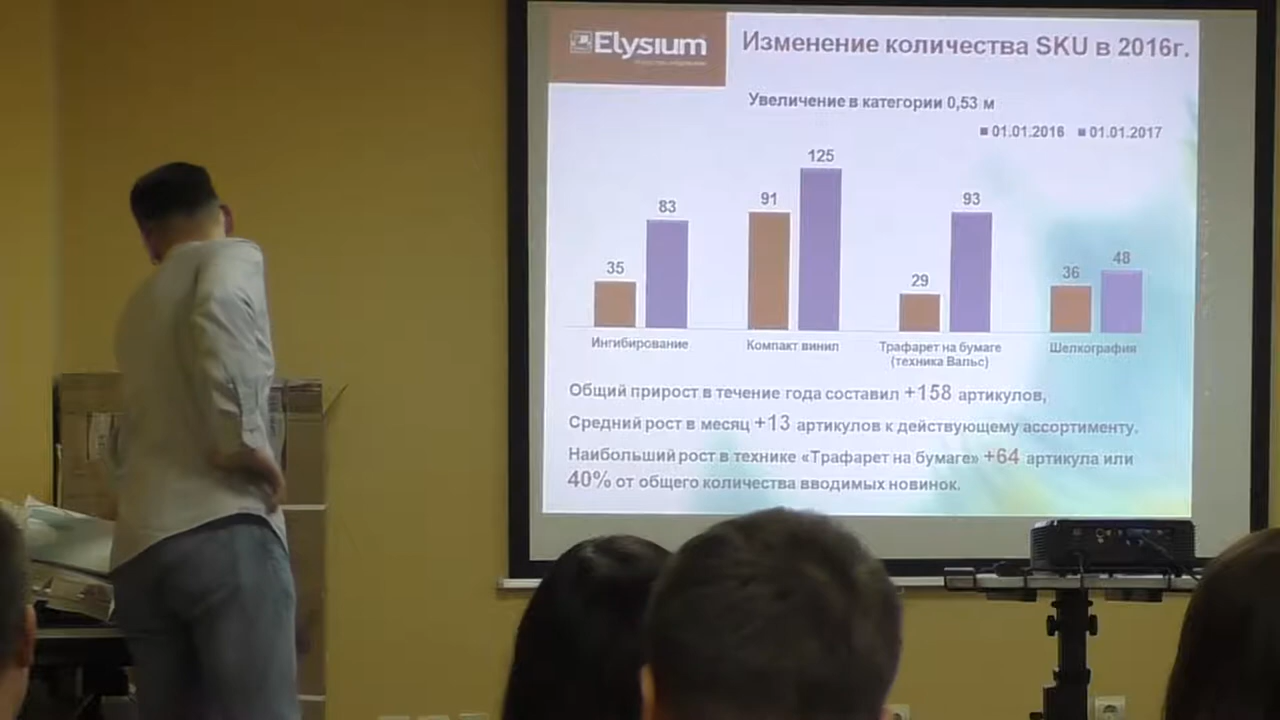 Elysium
Изменение количества SKU в 2016г.
Увеличение в категории 0,53 м
01.01.2016 01.01.2017
35 83 91 125 29 93 36 48
Ингибирование Компакт винил Трафарет на бумаге Шелкография
(техника Вальс)
Общий прирост в течение года составил +158 артикулов,
Средний рост в месяц +13 артикулов к действующему ассортименту.
Наибольший рост в технике «Трафарет на бумаге» +64 артикула или
40% от общего количества вводимых новинок.